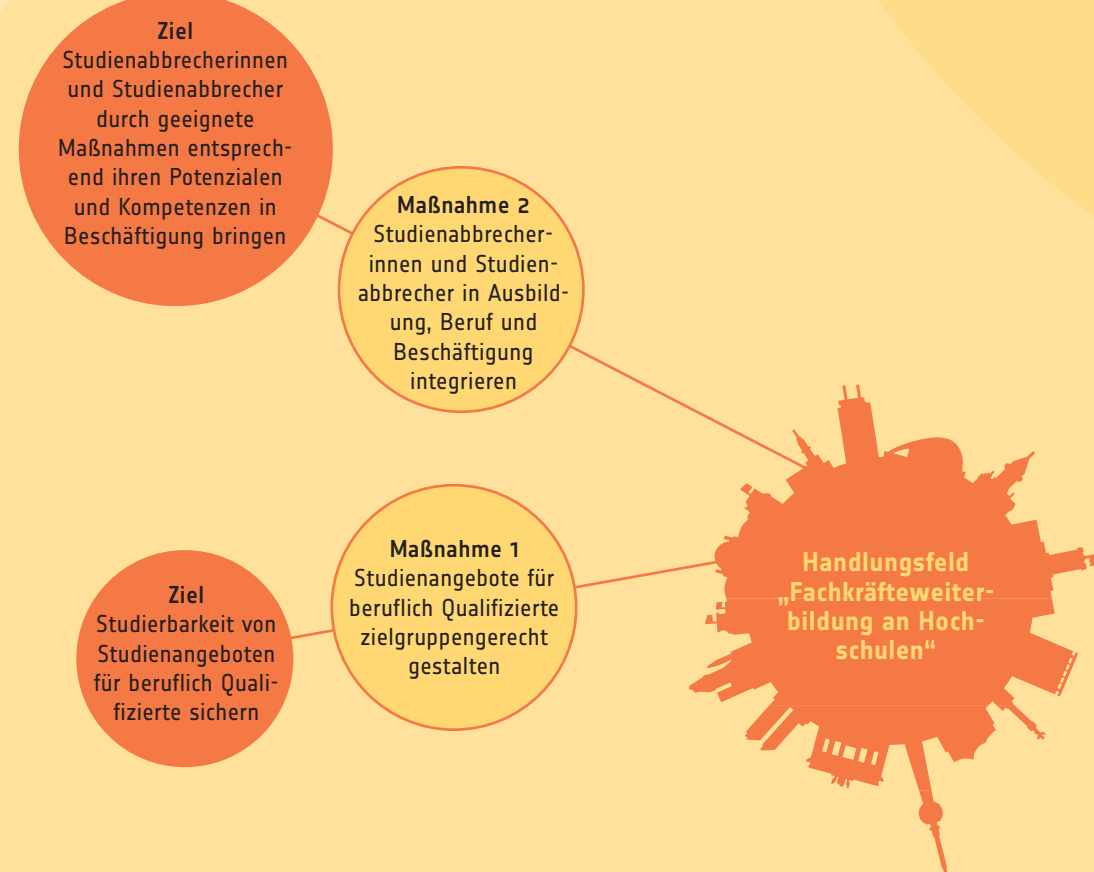 Ziel
Studienabbrecherinnen
und Studienabbrecher
durch geeignete
Maßnahmen entsprech-
end ihren Potenzialen
und Kompetenzen in
Beschäftigung bringen
Maßnahme 2
Studienabbrecher-
innen und Studien-
abbrecher in Ausbild-
ung, Beruf und
Beschäftigung
integrieren
Maßnahme 1
Studienangebote für
beruflich Qualifizierte
zielgruppengerecht
gestalten
Ziel
Studierbarkeit von
Studienangeboten
für beruflich Quali-
fizierte sichern
Handlungsfeld
„Fachkräfteweiter-
bildung an Hoch-
schulen“